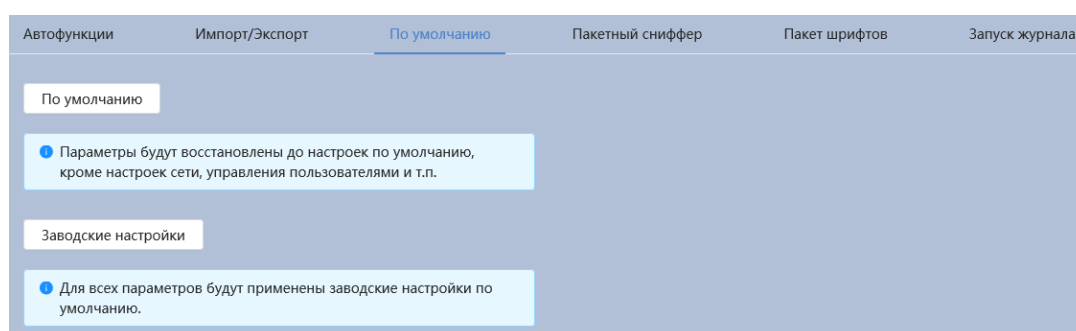 Автофункции Импорт/Экспорт По умолчанию Пакетный сниффер Пакет шрифтов Запуск журнала
По умолчанию
Параметры будут восстановлены до настроек по умолчанию,
кроме настроек сети, управления пользователями и т.п.
Заводские настройки
Для всех параметров будут применены заводские настройки по
умолчанию.